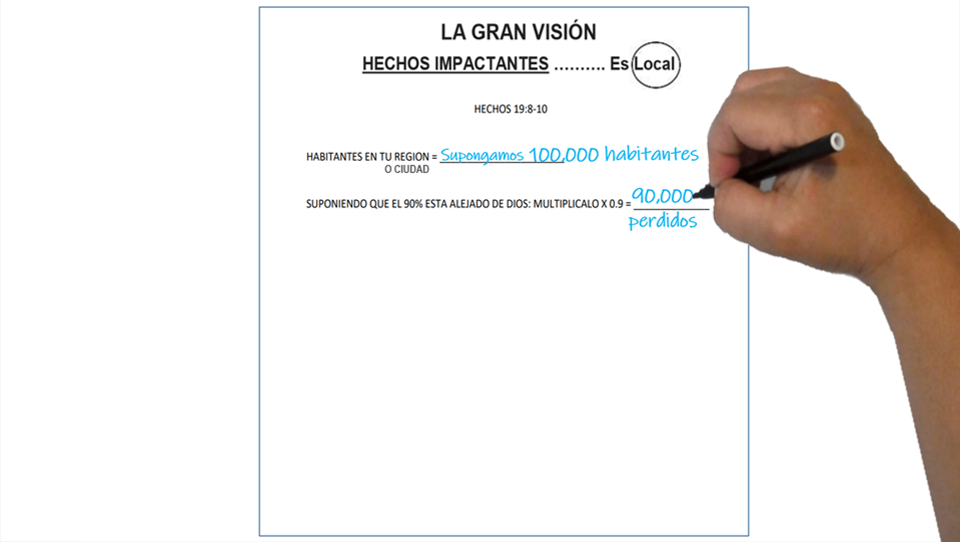 LA GRAN VISIÓN
HECHOS IMPACTANTES ………. Es Local
HECHOS 19:8-10
HABITANTES EN TU REGION = Supongamos 100,000 habitantes
O CIUDAD
SUPONIENDO QUE EL 90% ESTA ALEJADO DE DIOS: MULTIPLICALO X 0.9 = 90,000
perdidos